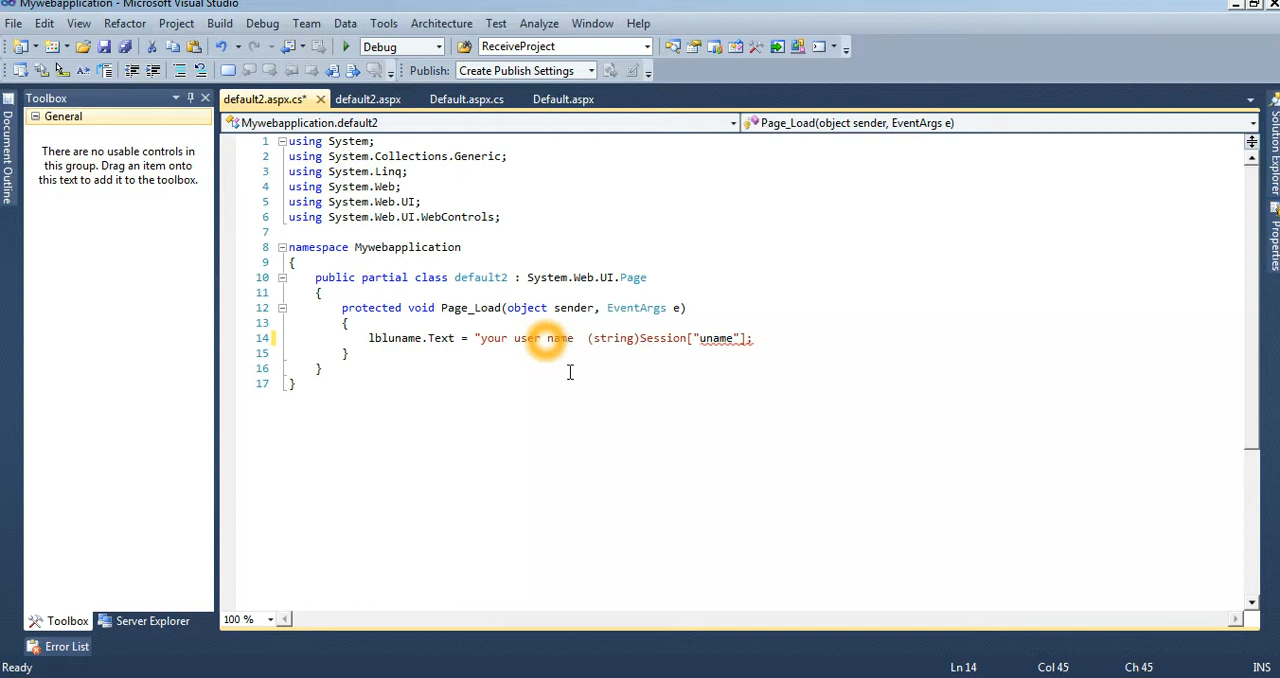 Mywebapplication - Microsoft Visual Studio
File Edit View Refactor Project Build Debug Team Data Tools Architecture Test Analyze Window Help
Debug ReceiveProject
Publish: Create Publish Settings
Toolbox
default2.aspx.cs* default2.aspx Default.aspx.cs Default.aspx
General
There are no usable controls in
this group. Drag an item onto
this text to add it to the toolbox.
Mywebapplication.default2 Page_Load(object sender, EventArgs e)
1 using System;
2 using System.Collections.Generic;
3 using System.Linq;
4 using System.Web;
5 using System.Web.UI;
6 using System.Web.UI.WebControls;
7
8 namespace Mywebapplication
9 {
10 public partial class default2 : System.Web.UI.Page
11 {
12 protected void Page_Load(object sender, EventArgs e)
13 {
14 lbluname.Text = "your user name  (string)Session["uname"];
15 }
16 }
17 }
Document Outline
Solution Explorer
Properties
100 %
Toolbox Server Explorer
Error List
Ready Ln 14 Col 45 Ch 45 INS